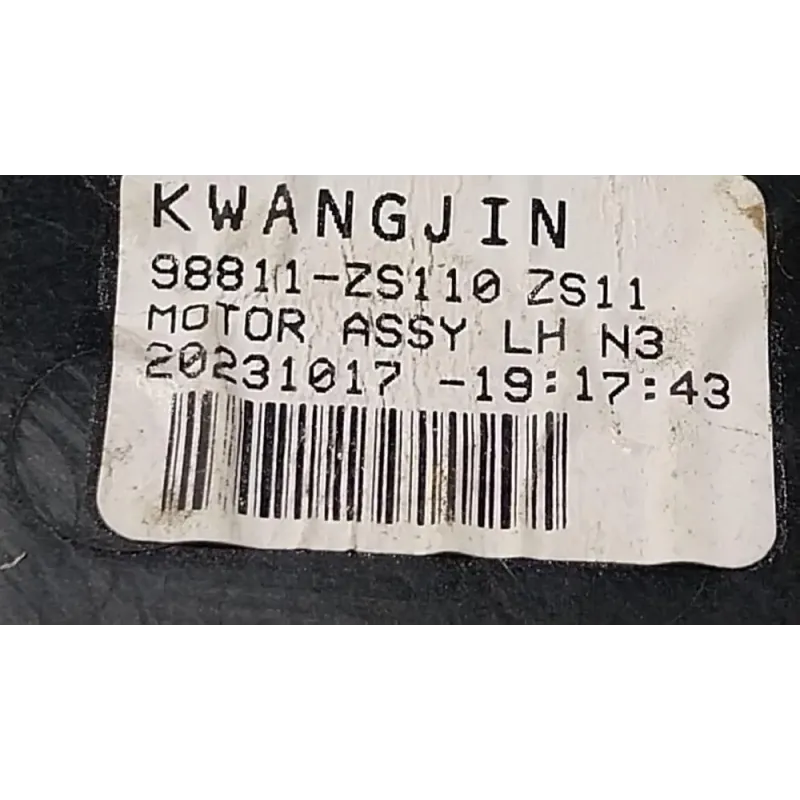 KWANGJIN
98811-ZS110 ZS11
MOTOR ASSY LH N3
20231017 -19:17:43